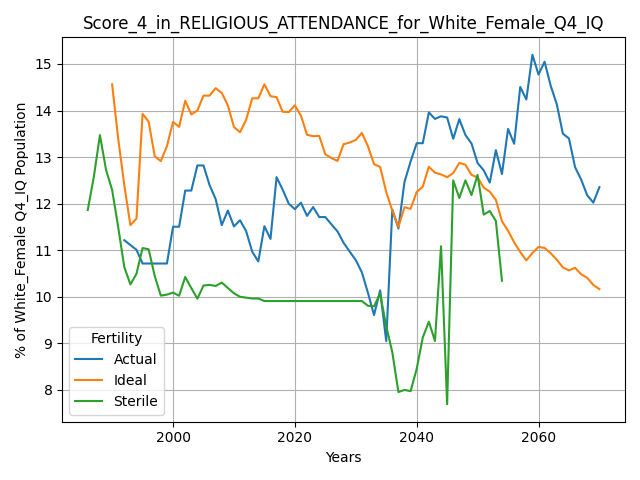 Score_4_in_RELIGIOUS_ATTENDANCE_for_White_Female_Q4_IQ
% of White_Female Q4_IQ Population
15
14
13
12
11
10
9
8
Fertility
Actual
Ideal
Sterile
2000
2020
2040
2060
Years